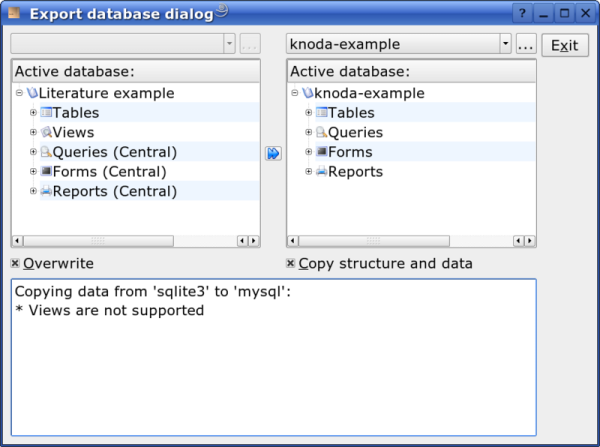 Export database dialog
knoda-example
Exit
Active database:
Literature example
Tables
Views
Queries (Central)
Forms (Central)
Reports (Central)
Active database:
knoda-example
Tables
Queries
Forms
Reports
Overwrite
Copy structure and data
Copying data from 'sqlite3' to 'mysql':
* Views are not supported